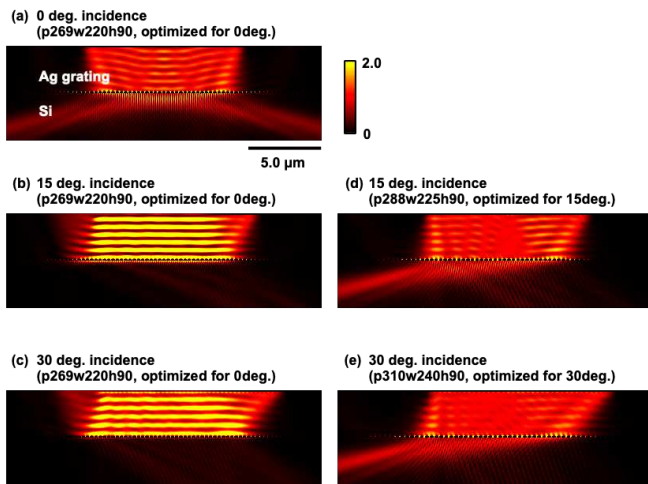 (a) 0 deg. incidence
(p269w220h90, optimized for 0deg.)
Ag grating
Si
2.0
0
5.0 μm
(b) 15 deg. incidence
(p269w220h90, optimized for 0deg.)
(d) 15 deg. incidence
(p288w225h90, optimized for 15deg.)
(c) 30 deg. incidence
(p269w220h90, optimized for 0deg.)
(e) 30 deg. incidence
(p310w240h90, optimized for 30deg.)